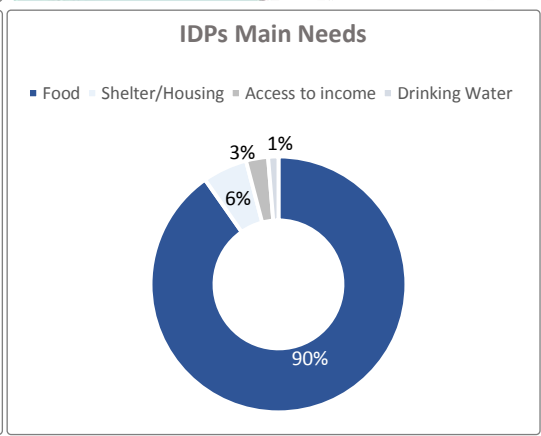 IDPs Main Needs
Food Shelter/Housing Access to income Drinking Water
3% 1%
6%
90%